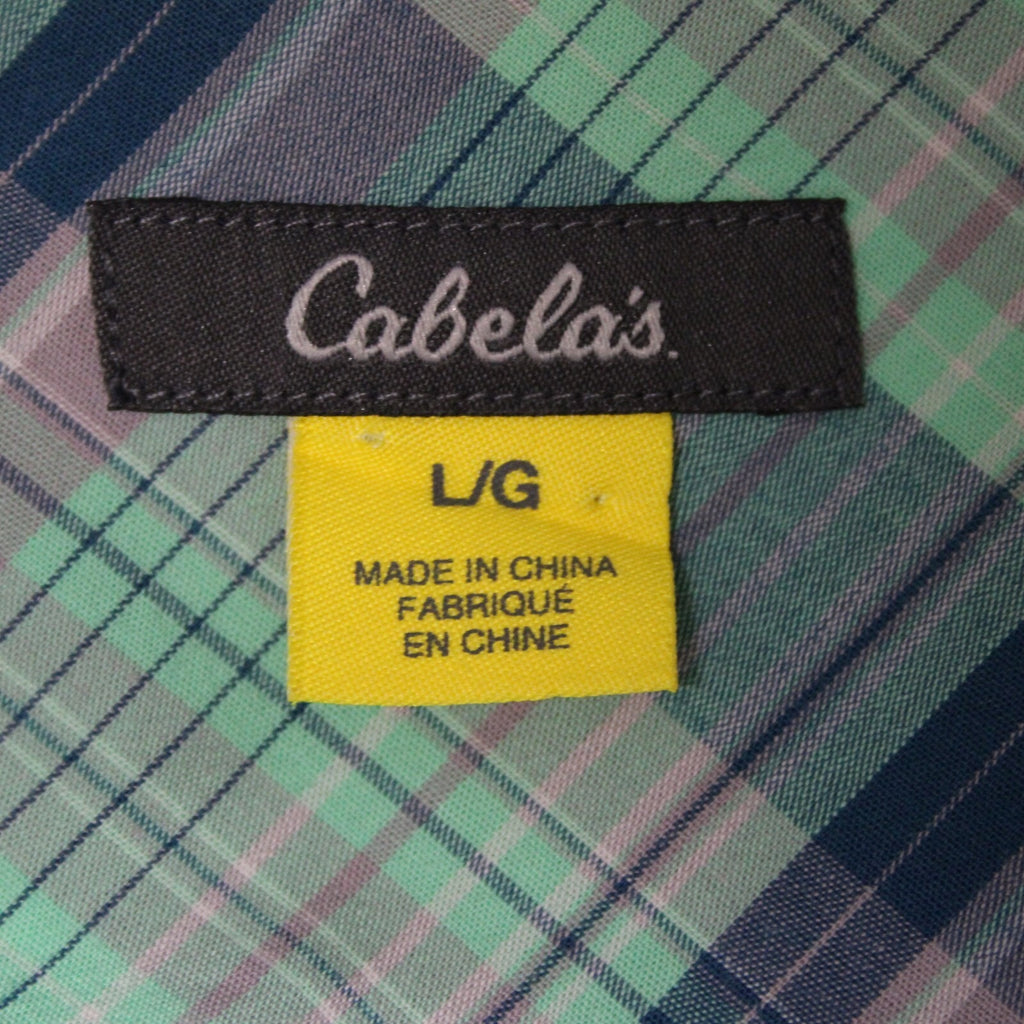 Cabela's.
L/G
MADE IN CHINA
FABRIQUÉ
EN CHINE